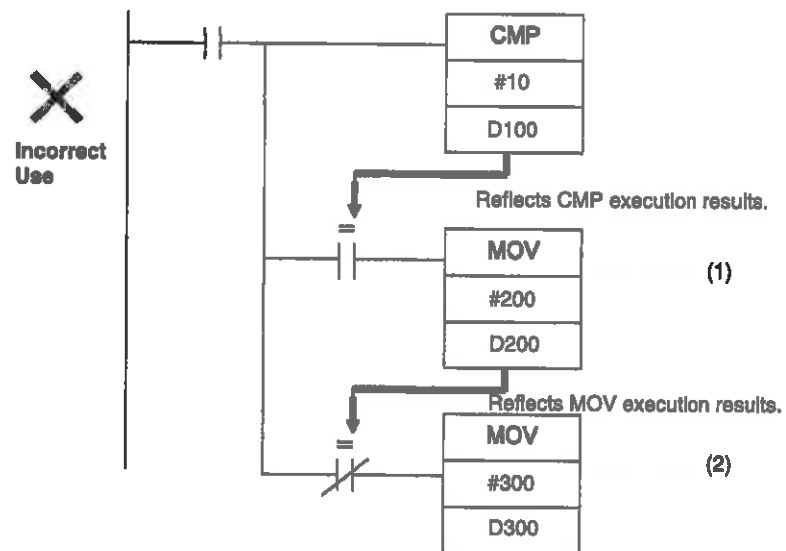 CMP
#10
D100
Incorrect
Use
Reflects CMP execution results.
=
MOV
(1)
#200
D200
Reflects MOV execution results.
=
MOV
(2)
#300
D300